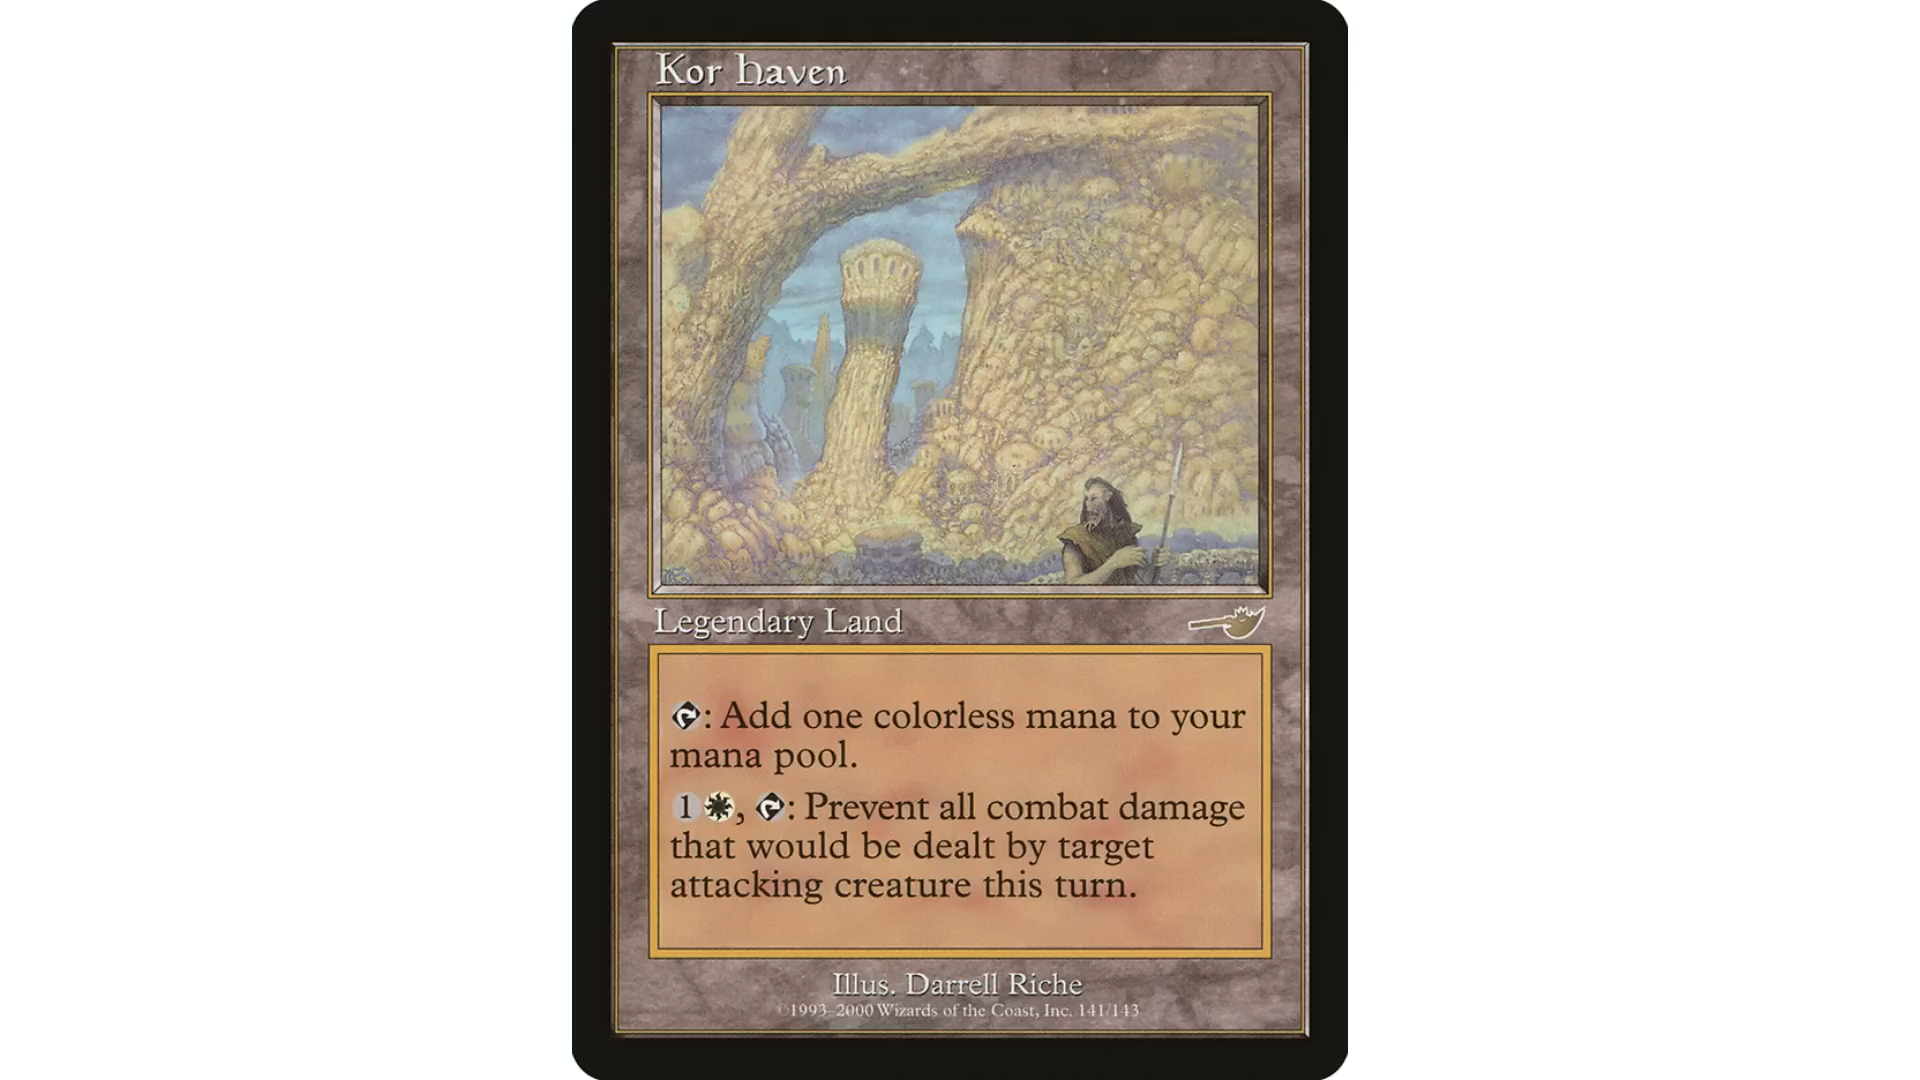 Kor Haven
Legendary Land
: Add one colorless mana to your
mana pool.
1, : Prevent all combat damage
that would be dealt by target
attacking creature this turn.
Illus. Darrell Riche
©1993–2000 Wizards of the Coast, Inc. 141/143